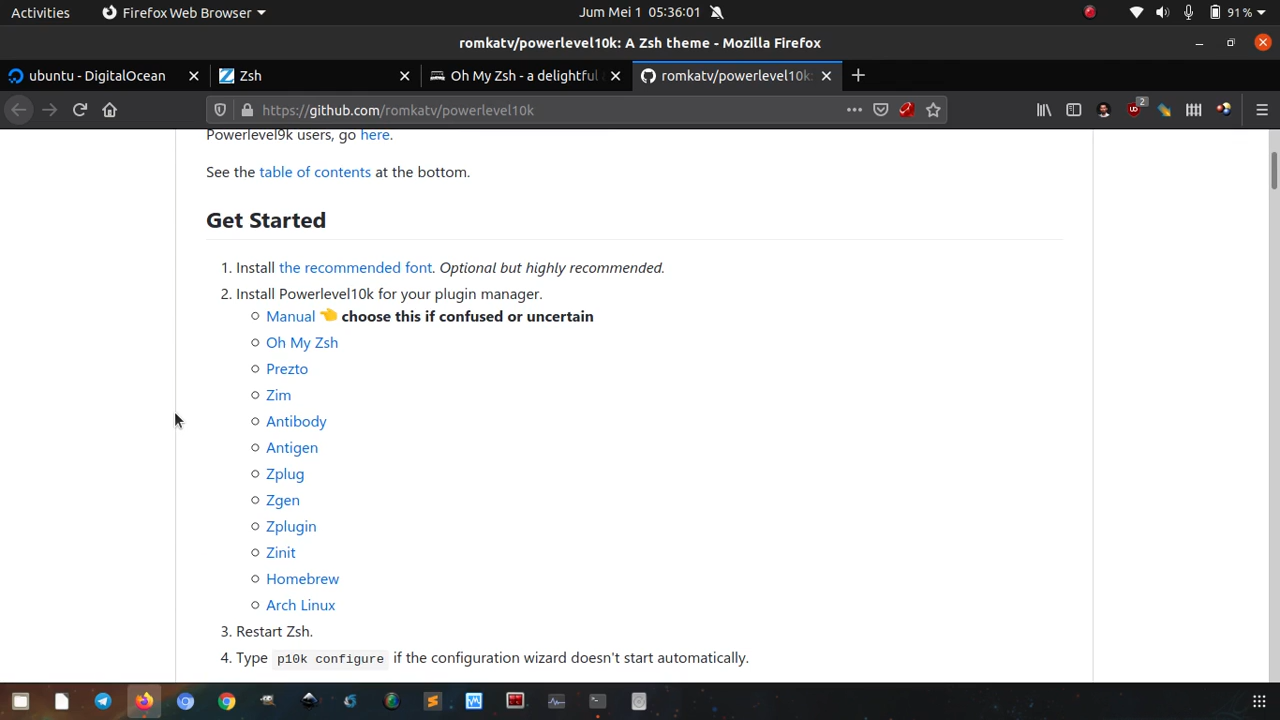 Activities Firefox Web Browser Jum Mei 1 05:36:01 91 %
romkatv/powerlevel10k: A Zsh theme - Mozilla Firefox
ubuntu - DigitalOcean Zsh Oh My Zsh - a delightful romkatv/powerlevel10k:
https://github.com/romkatv/powerlevel10k 2
Powerlevel9k users, go here.
See the table of contents at the bottom.
Get Started
1. Install the recommended font. Optional but highly recommended.
2. Install Powerlevel10k for your plugin manager.
Manual 👈 choose this if confused or uncertain
Oh My Zsh
Prezto
Zim
Antibody
Antigen
Zplug
Zgen
Zplugin
Zinit
Homebrew
Arch Linux
3. Restart Zsh.
4. Type p10k configure if the configuration wizard doesn't start automatically.